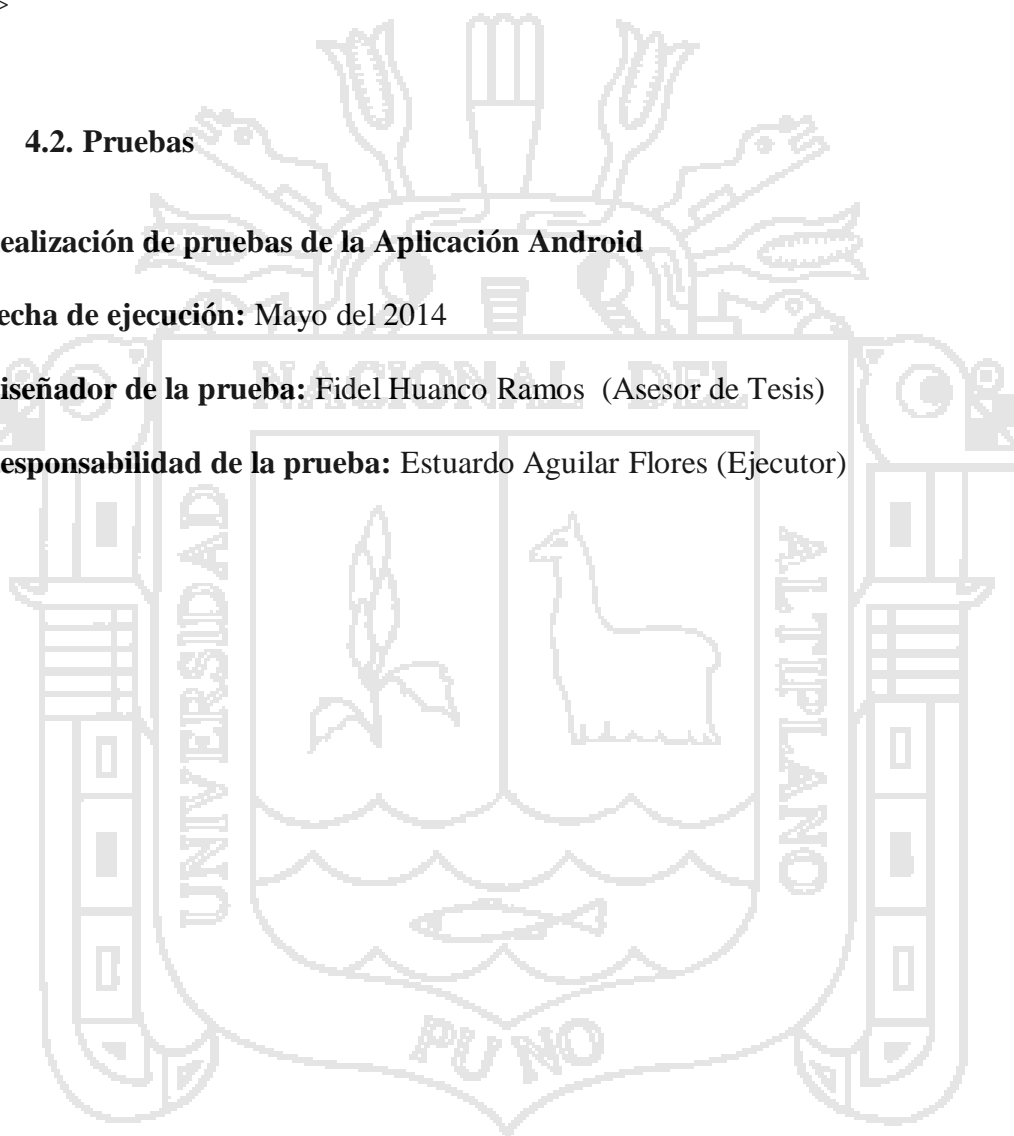 >
4.2. Pruebas
ealización de pruebas de la Aplicación Android
echa de ejecución: Mayo del 2014
iseñador de la prueba: Fidel Huanco Ramos (Asesor de Tesis)
esponsabilidad de la prueba: Estuardo Aguilar Flores (Ejecutor)
NACIONAL DEL
UNIVERSIDAD
ALTIPLANO
PUNO